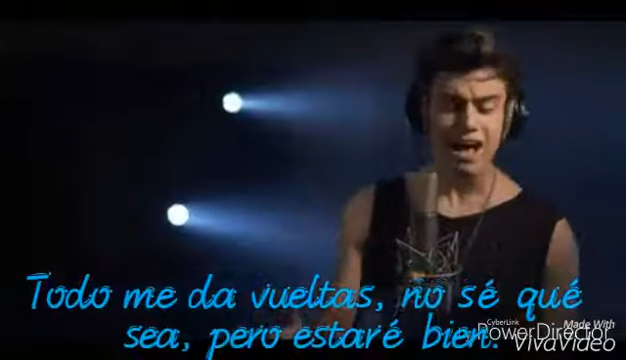 Todo me da vueltas, no sé qué
sea, pero estaré bien.
Made With
CyberLink
PowerDirector
VivaVideo